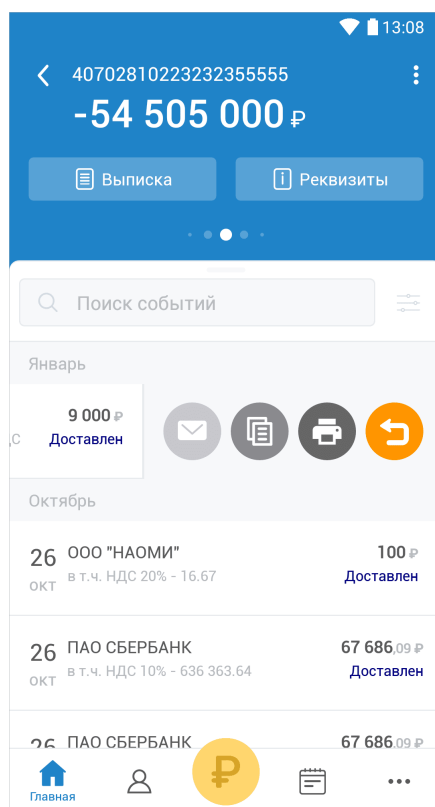 13:08
40702810223232355555
-54 505 000 ₽
Выписка
Реквизиты
Поиск событий
Январь
9 000 ₽
ДС Доставлен
Октябрь
26 ООО "НАОМИ" 100 ₽
окт в т.ч. НДС 20% - 16.67 Доставлен
26 ПАО СБЕРБАНК 67 686,09 ₽
окт в т.ч. НДС 10% - 636 363.64 Доставлен
26 ПАО СБЕРБАНК 67 686,09 ₽
₽
Главная